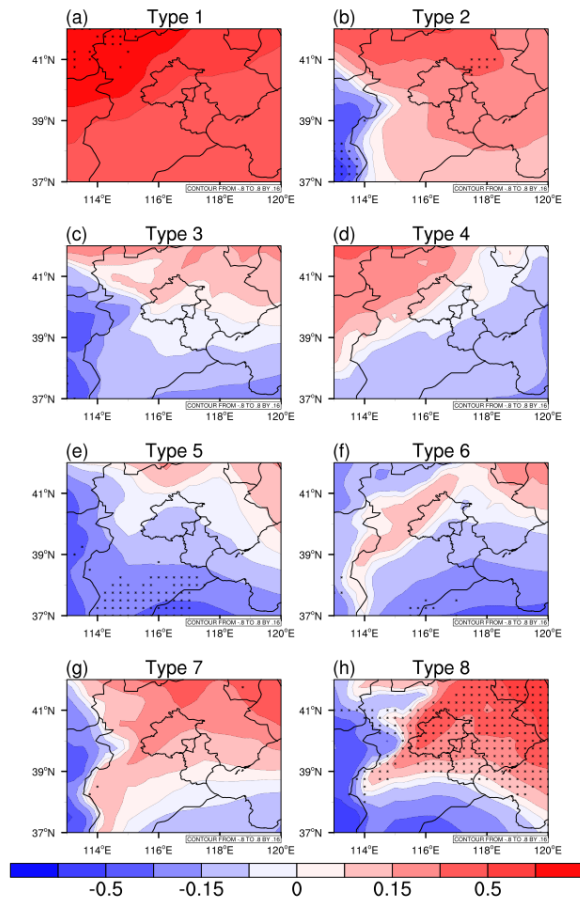 (a) Type 1
41°N
39°N
37°N
114°E 116°E 118°E 120°E
CONTOUR FROM -.8 TO .8 BY .16
(b) Type 2
41°N
39°N
37°N
114°E 116°E 118°E 120°E
CONTOUR FROM -.8 TO .8 BY .16
(c) Type 3
41°N
39°N
37°N
114°E 116°E 118°E 120°E
CONTOUR FROM -.8 TO .8 BY .16
(d) Type 4
41°N
39°N
37°N
114°E 116°E 118°E 120°E
CONTOUR FROM -.8 TO .8 BY .16
(e) Type 5
41°N
39°N
37°N
114°E 116°E 118°E 120°E
CONTOUR FROM -.8 TO .8 BY .16
(f) Type 6
41°N
39°N
37°N
114°E 116°E 118°E 120°E
CONTOUR FROM -.8 TO .8 BY .16
(g) Type 7
41°N
39°N
37°N
114°E 116°E 118°E 120°E
CONTOUR FROM -.8 TO .8 BY .16
(h) Type 8
41°N
39°N
37°N
114°E 116°E 118°E 120°E
CONTOUR FROM -.8 TO .8 BY .16
-0.5 -0.15 0 0.15 0.5